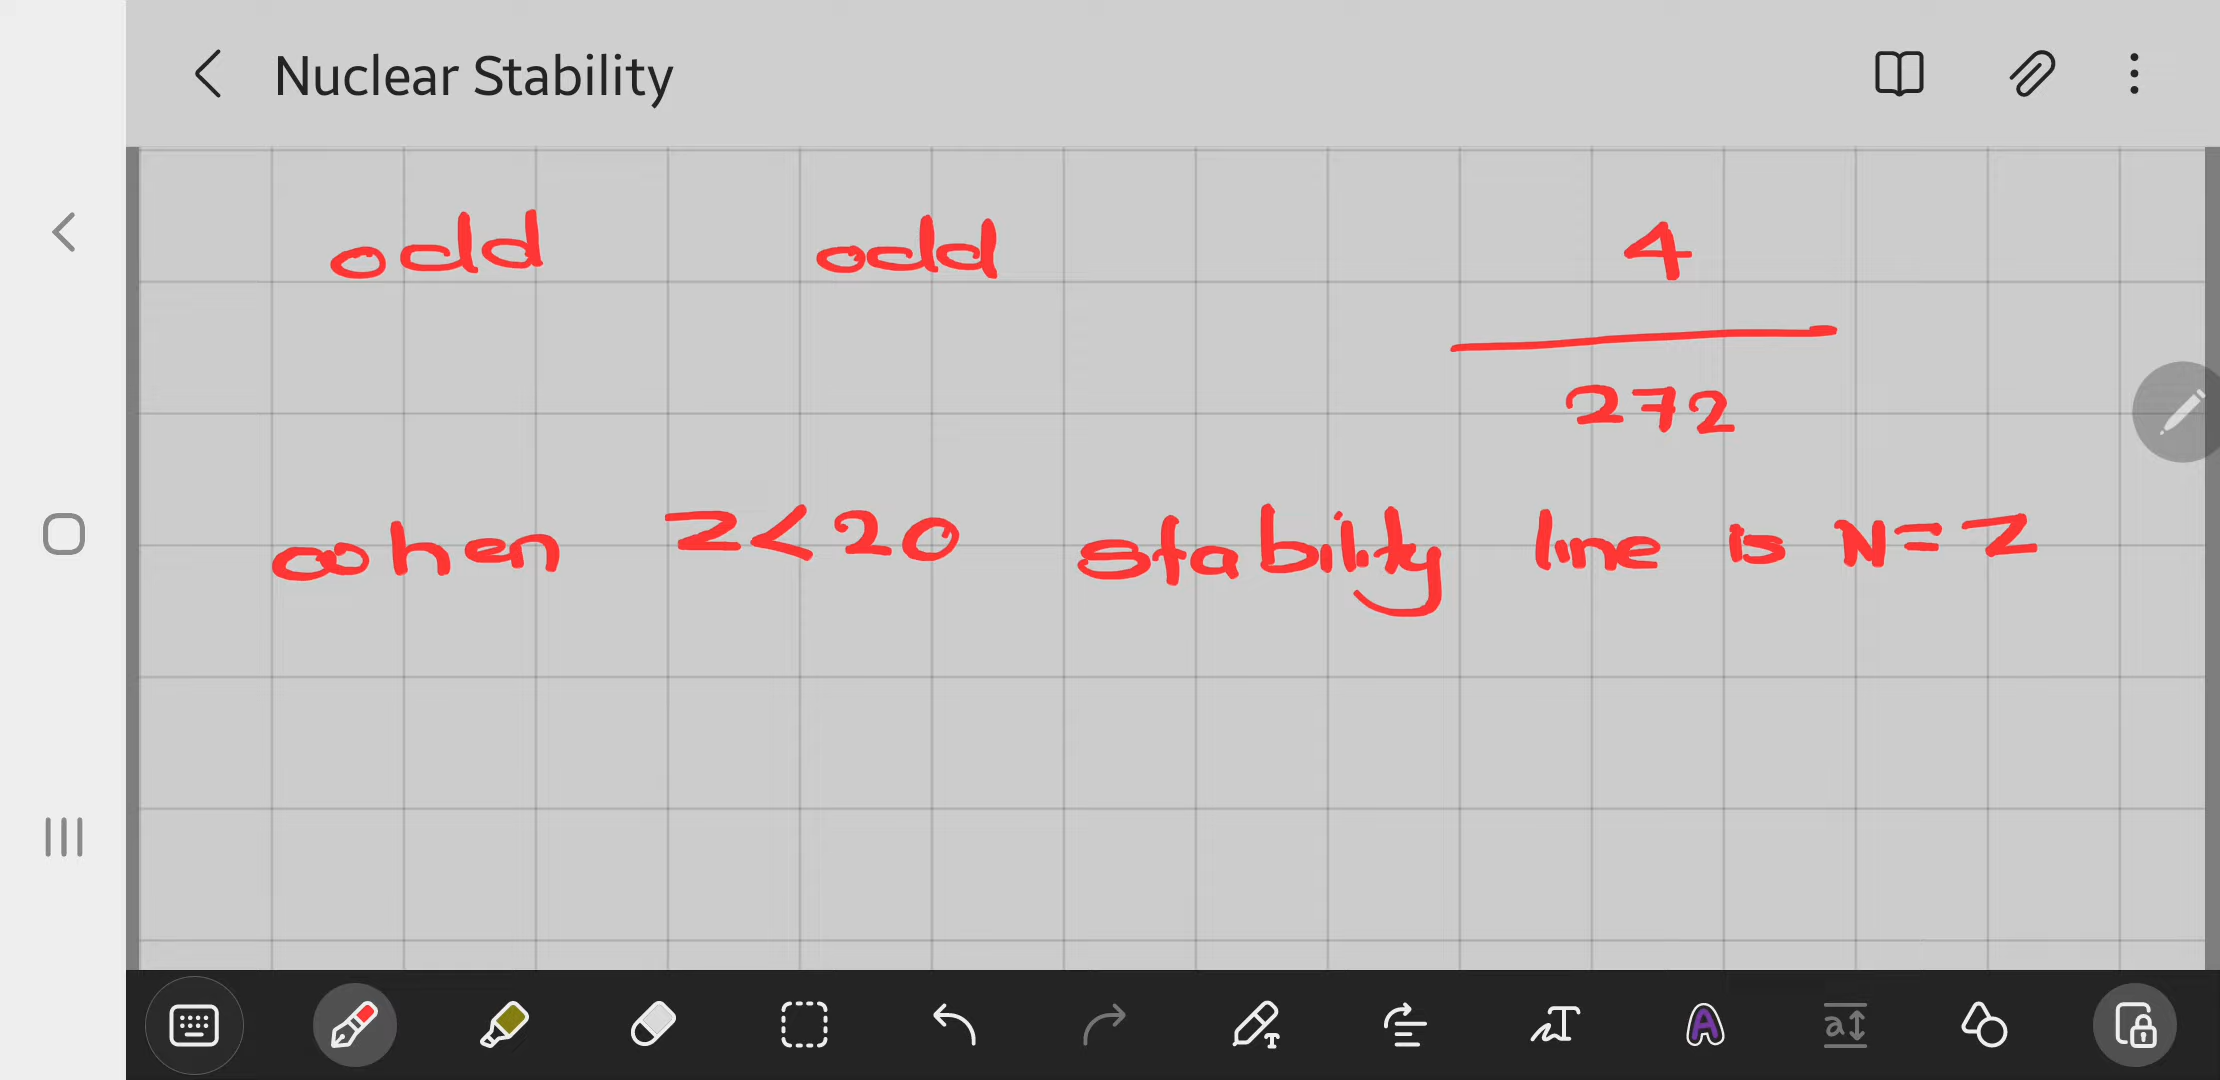 Nuclear Stability
odd odd 4
272
when Z<20 stability line is N=Z